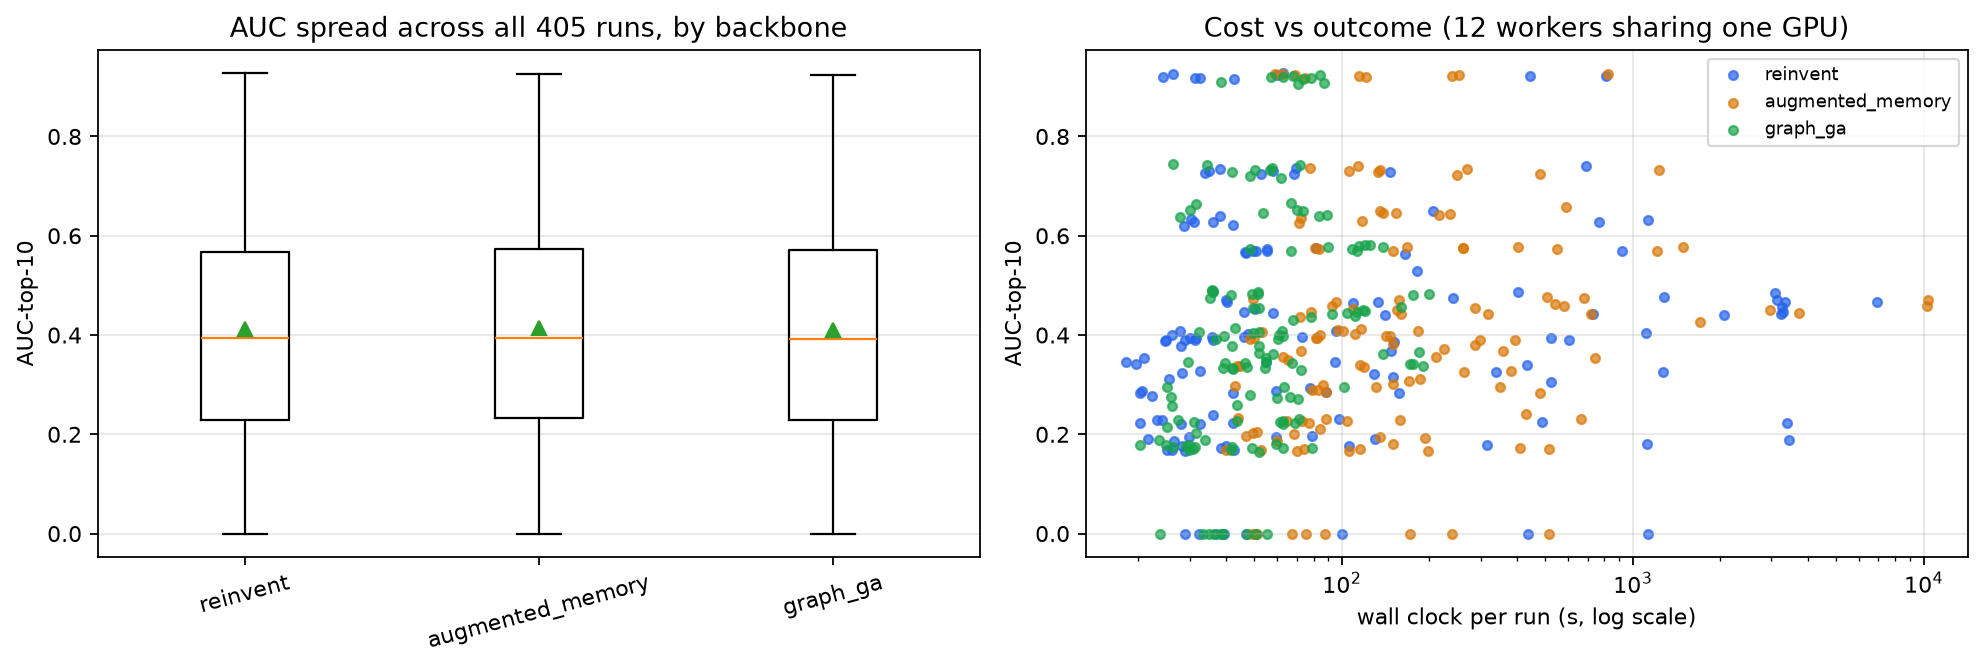 AUC spread across all 405 runs, by backbone
AUC-top-10
0.8
0.6
0.4
0.2
0.0
reinvent
augmented_memory
graph_ga
Cost vs outcome (12 workers sharing one GPU)
reinvent
augmented_memory
graph_ga
AUC-top-10
0.8
0.6
0.4
0.2
0.0
10²
10³
10⁴
wall clock per run (s, log scale)